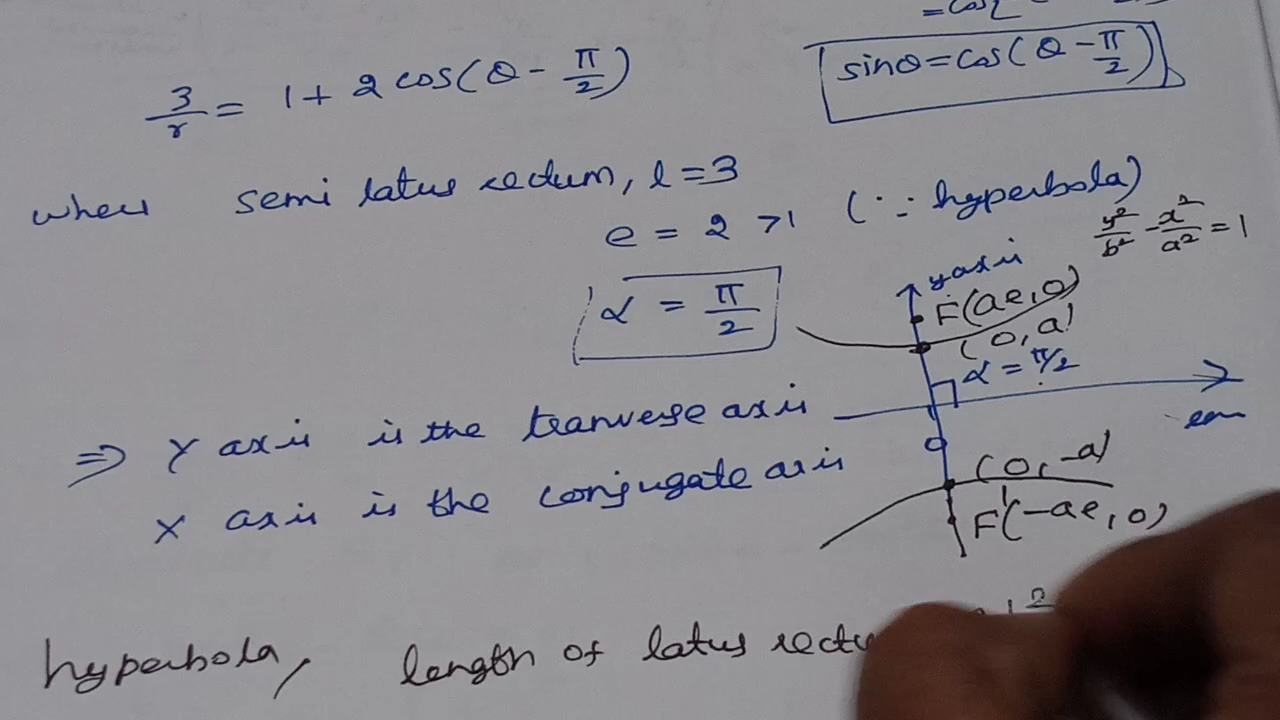 sinθ = cos(θ - π/2)
3/r = 1 + 2 cos(θ - π/2)
where semi latus rectum, l = 3
e = 2 > 1 (∵ hyperbola)
y²/b² - x²/a² = 1
α = π/2
y axis
F(ae, 0)
(0, a)
α = π/2
⇒ Y axis is the tranverse axis
X axis is the conjugate axis
(0, -a)
F'(-ae, 0)
hyperbola, length of latus